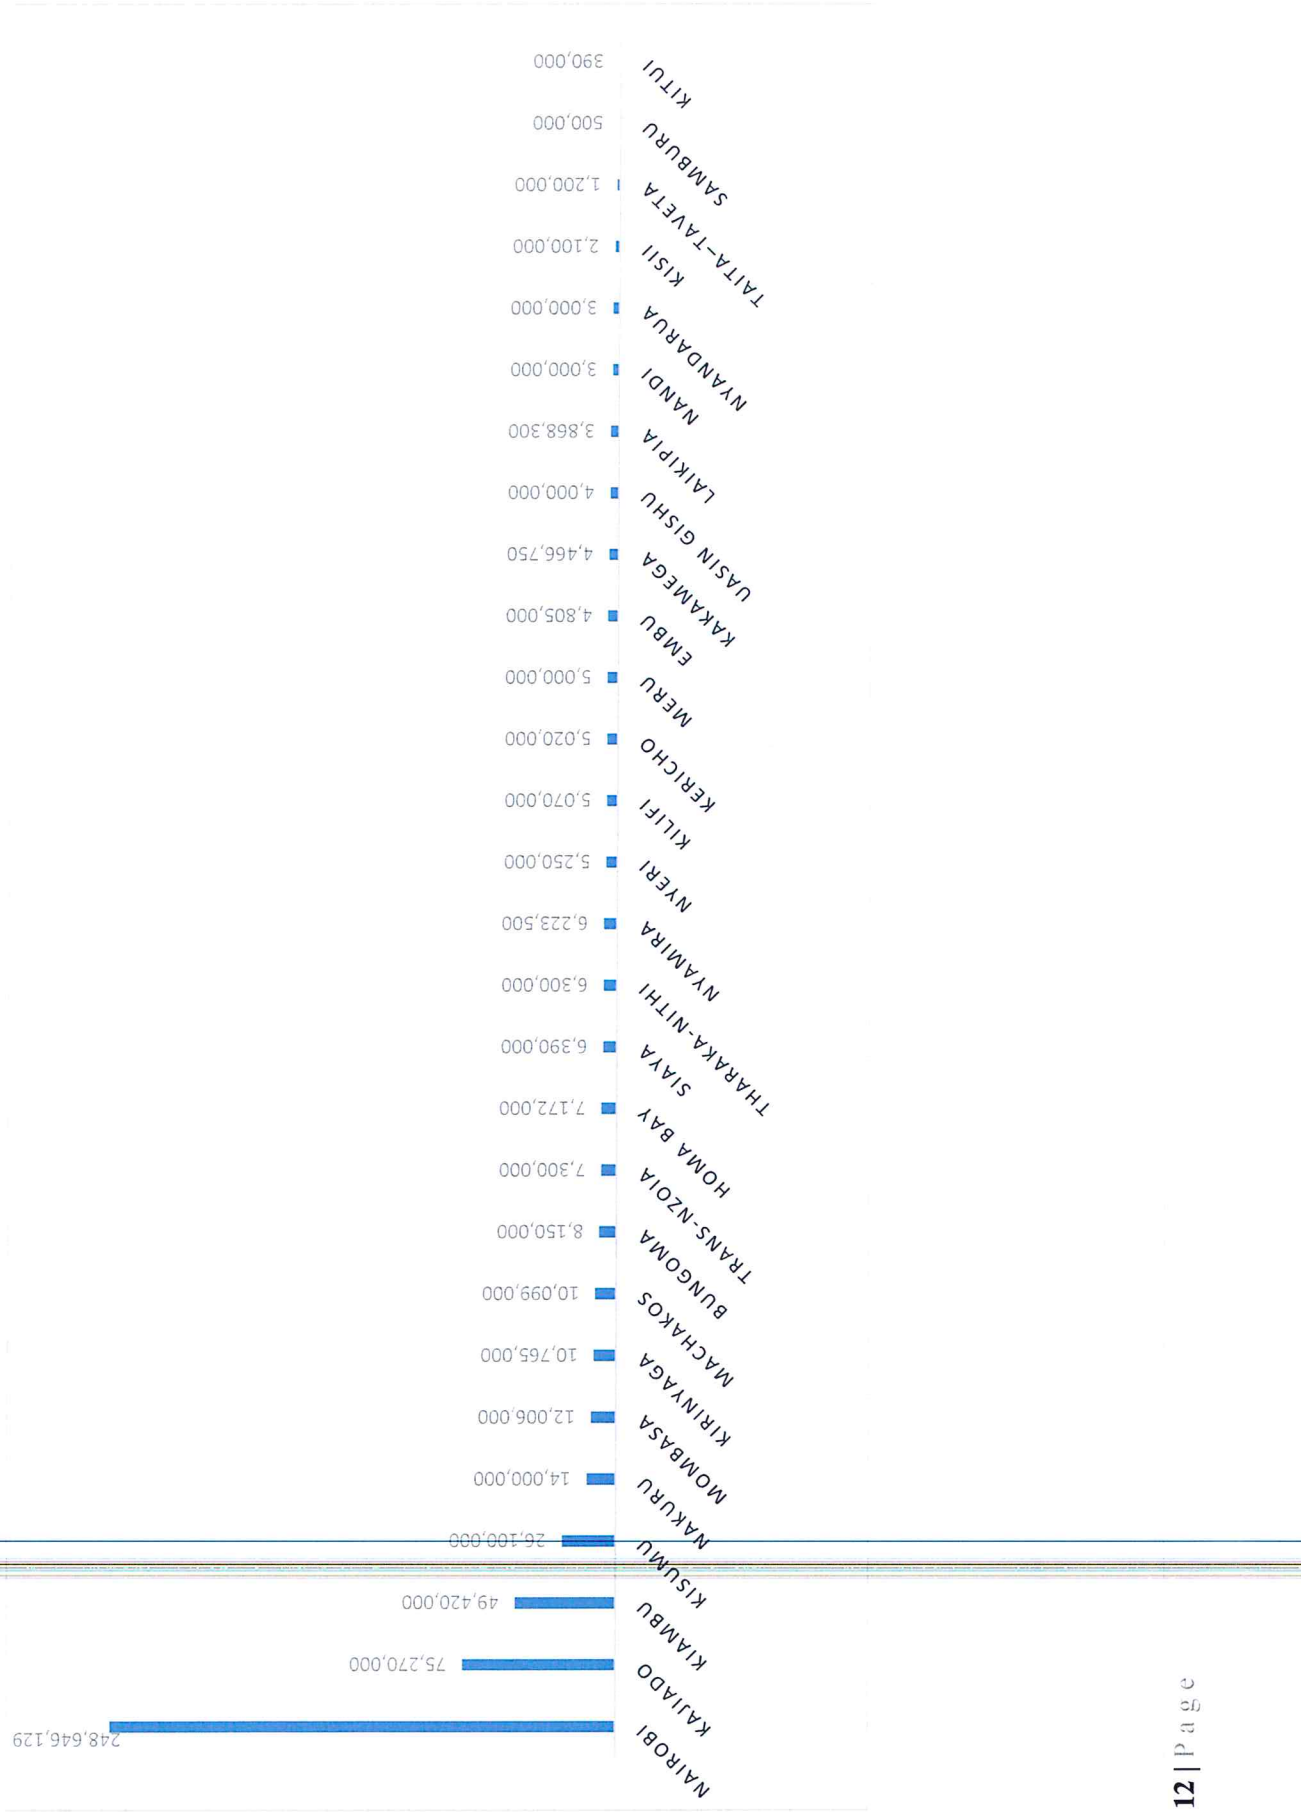 248,646,129
75,270,000
49,420,000
26,100,000
14,000,000
12,006,000
10,765,000
10,099,000
8,150,000
7,300,000
7,172,000
6,390,000
6,300,000
6,223,500
5,250,000
5,070,000
5,020,000
5,000,000
4,805,000
4,466,750
4,000,000
3,868,300
3,000,000
3,000,000
2,100,000
1,200,000
500,000
390,000
NAIROBI
KAJIADO
KIAMBU
KISUMU
NAKURU
MOMBASA
KIRINYAGA
MACHAKOS
BUNGOMA
TRANS-NZOIA
HOMA BAY
SIAYA
THARAKA-NITHI
NYAMIRA
NYERI
KILIFI
KERICHO
MERU
EMBU
KAKAMEGA
UASIN GISHU
LAIKIPIA
NANDI
NYANDARUA
KISII
TAITA–TAVETA
SAMBURU
KITUI
12 | Page